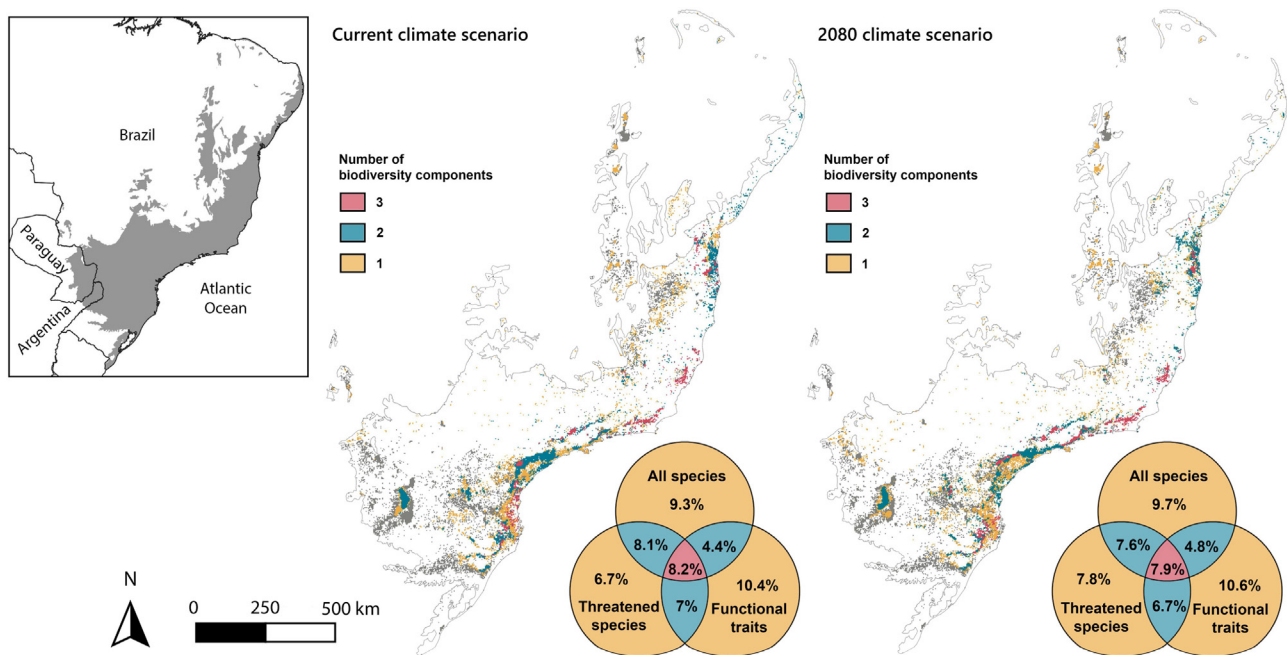 Brazil
Paraguay
Argentina
Atlantic
Ocean
N
0 250 500 km
Current climate scenario
Number of
biodiversity components
3
2
1
All species
9.3%
8.1%
4.4%
8.2%
6.7%
10.4%
Threatened
species
7%
Functional
traits
2080 climate scenario
Number of
biodiversity components
3
2
1
All species
9.7%
7.6%
4.8%
7.9%
7.8%
10.6%
Threatened
species
6.7%
Functional
traits